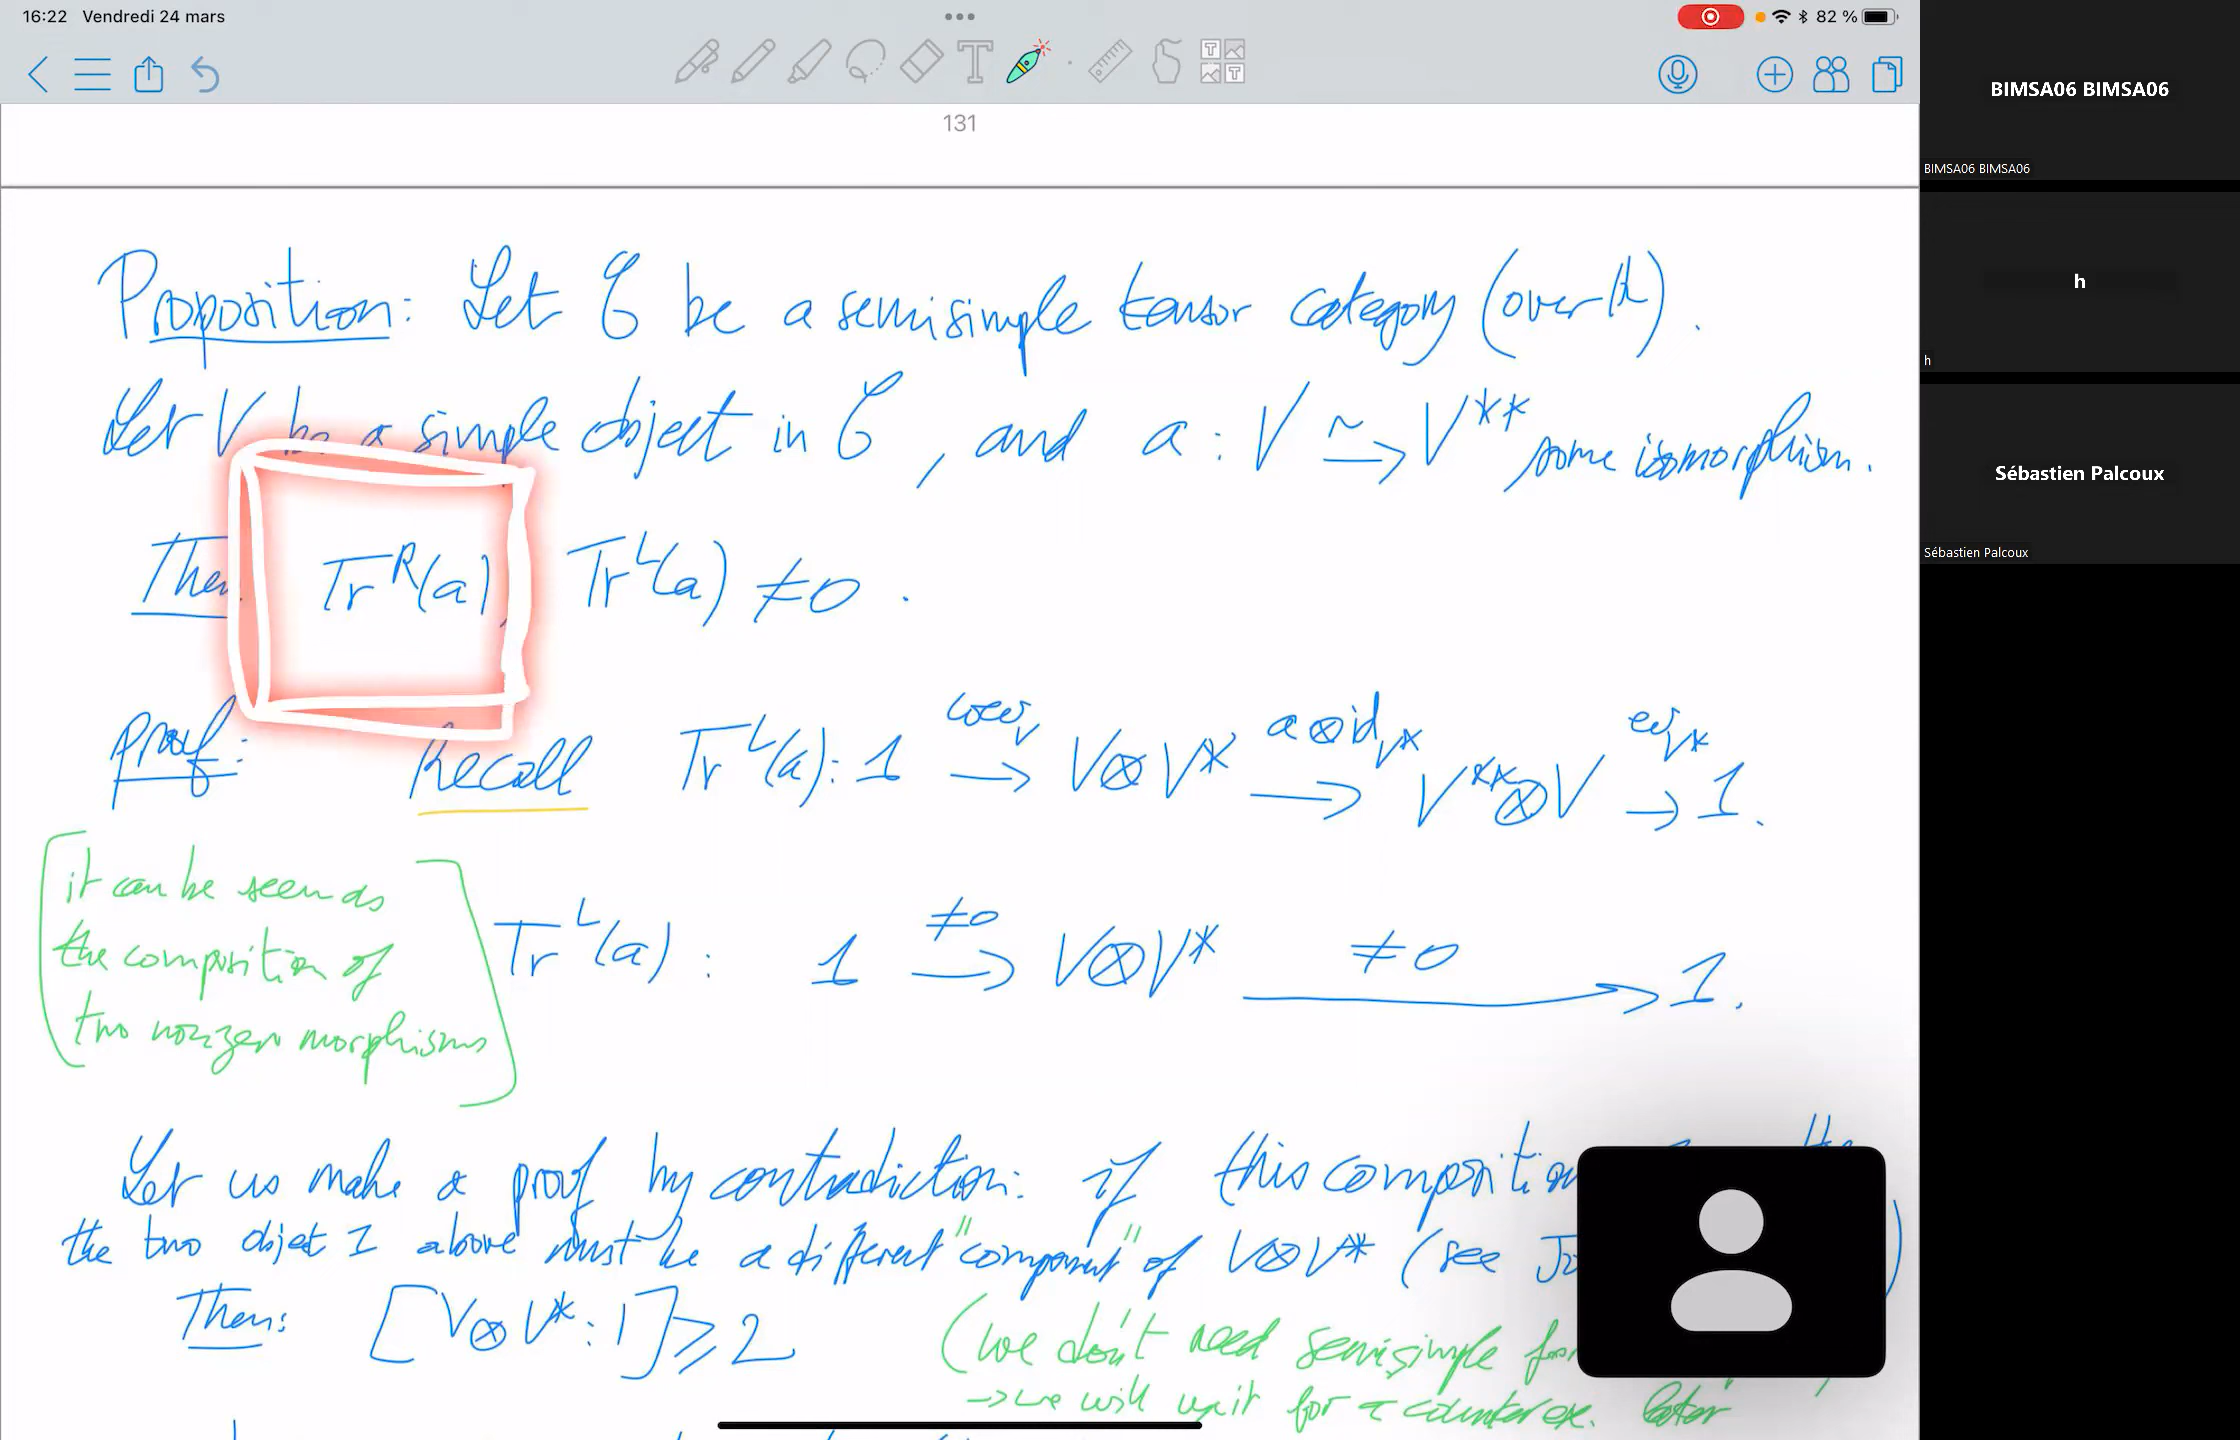 16:22 Vendredi 24 mars
82 %
131
Proposition: Let C be a semisimple tensor category (over k).
Let V be a simple object in C, and a : V ≃→ V** some isomorphism.
Then Tr^R(a), Tr^L(a) ≠ 0.
Proof: Recall Tr^L(a): 1 →(coev_V) V⊗V* →(a⊗id_V*) V**⊗V →(ev_V*) 1.
[it can be seen as
the composition of
two nonzero morphisms]
Tr^L(a): 1 →(≠0) V⊗V* →(≠0) 1.
Let us make a proof by contradiction: if this
the two object 1 above must be a different "component" of V⊗V* (see
Then: [V⊗V* : 1] ≥ 2
(we don't need semisimple for
→ we will wait for a counterex. later
BIMSA06 BIMSA06
BIMSA06 BIMSA06
h
h
Sébastien Palcoux
Sébastien Palcoux